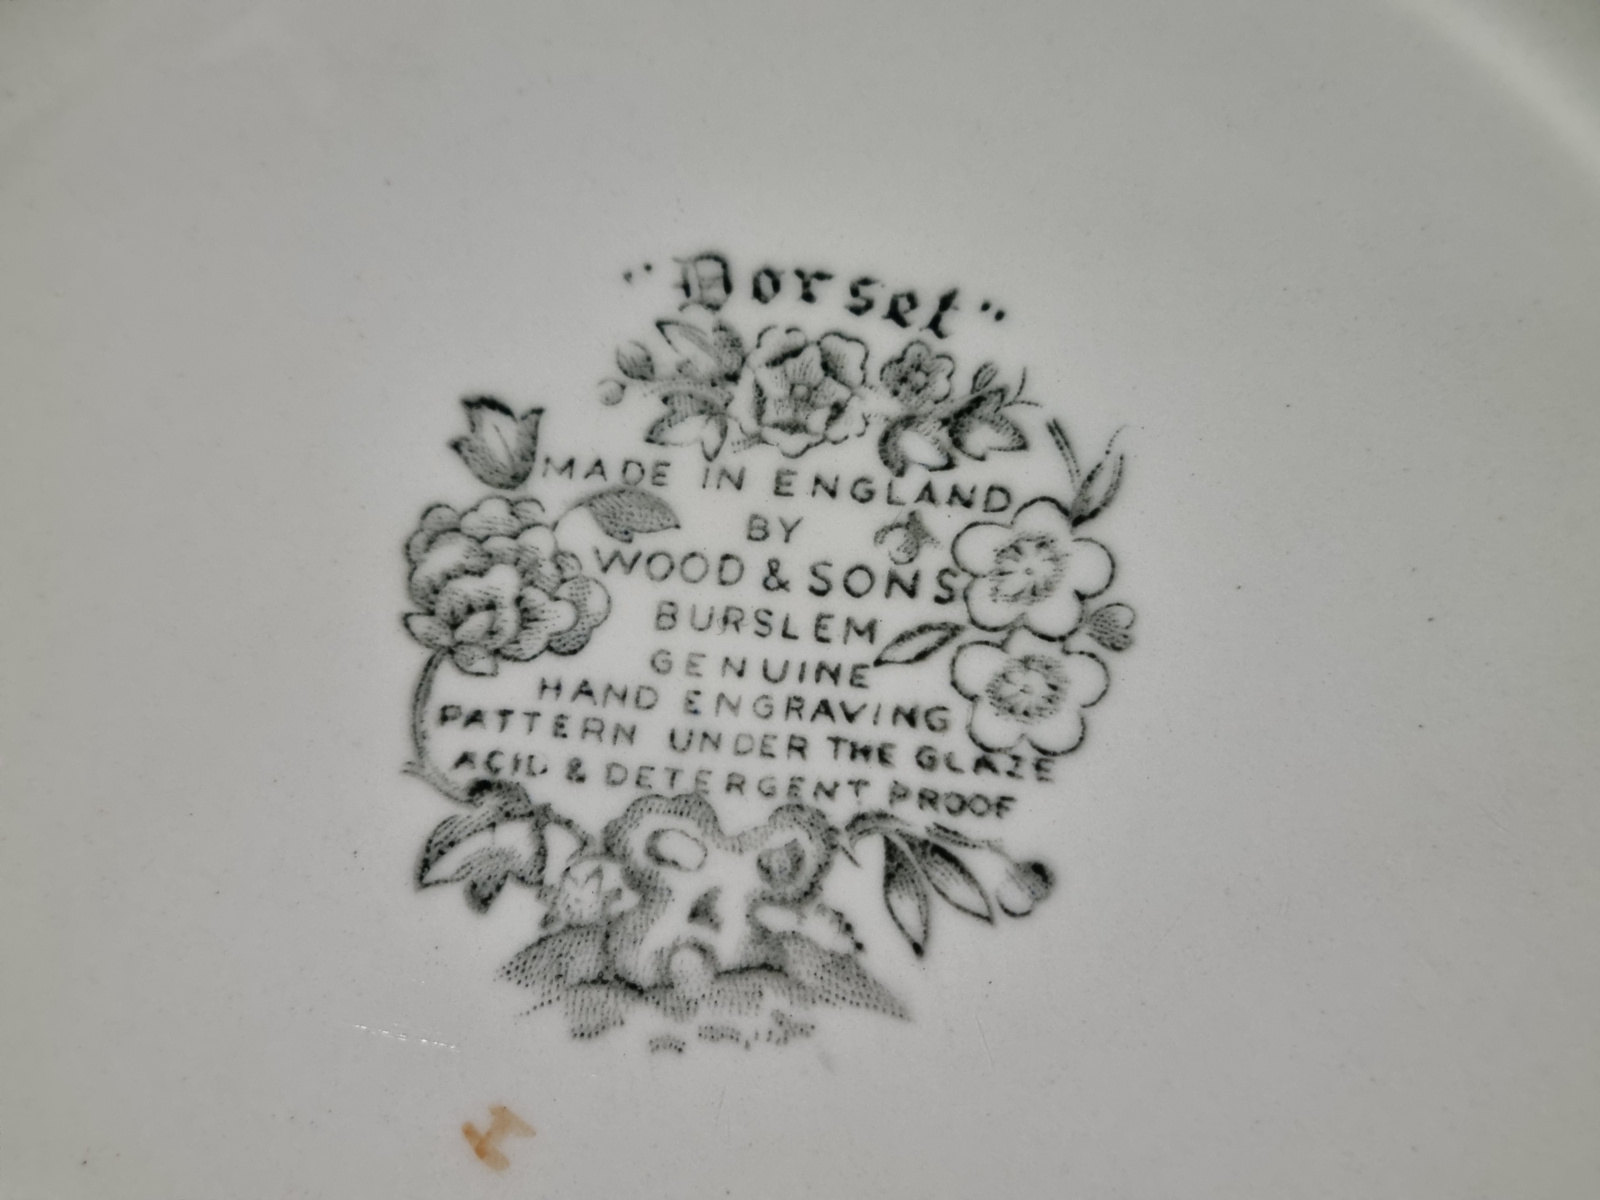 "Dorset"
MADE IN ENGLAND
BY
WOOD & SONS
BURSLEM
GENUINE
HAND ENGRAVING
PATTERN UNDER THE GLAZE
ACID & DETERGENT PROOF
H